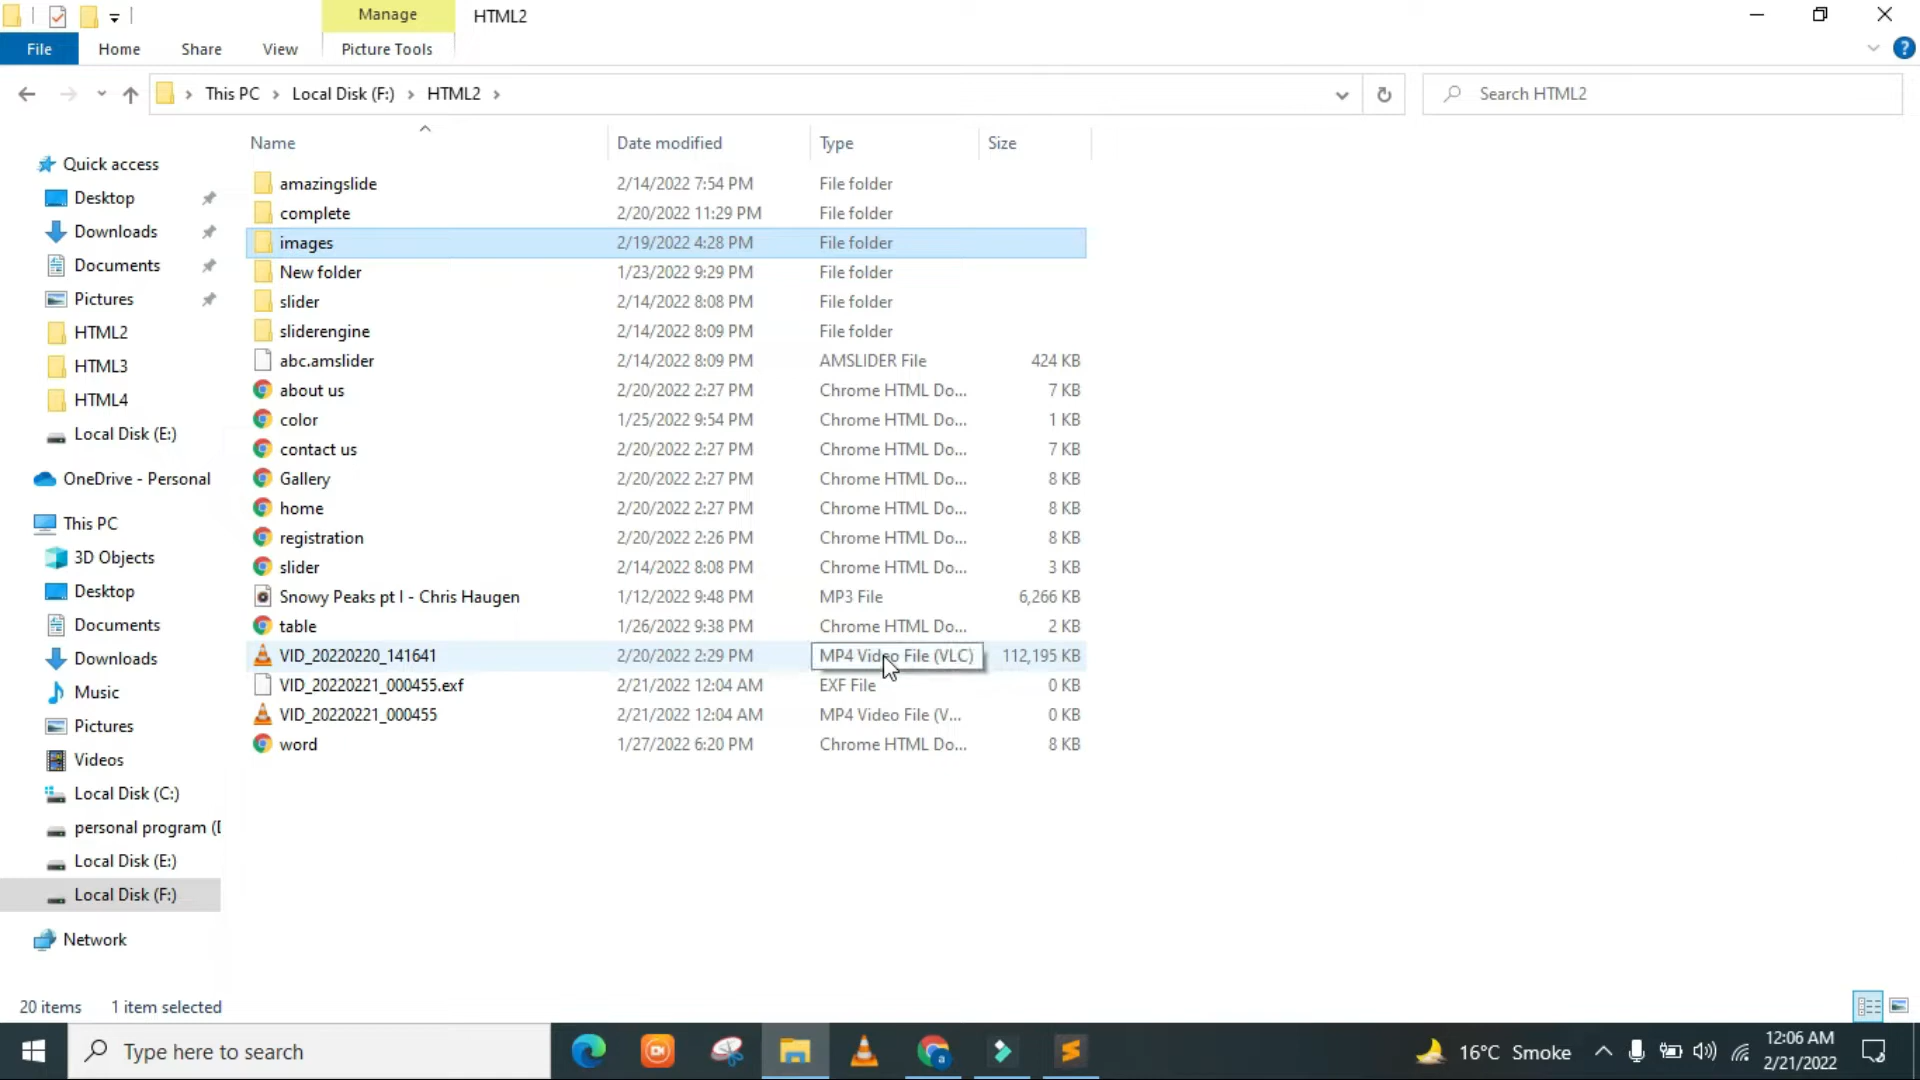 Manage
HTML2
File
Home
Share
View
Picture Tools
This PC
Local Disk (F:)
HTML2
Search HTML2
Name
Date modified
Type
Size
Quick access
Desktop
Downloads
Documents
Pictures
HTML2
HTML3
HTML4
Local Disk (E:)
OneDrive - Personal
This PC
3D Objects
Desktop
Documents
Downloads
Music
Pictures
Videos
Local Disk (C:)
personal program (D
Local Disk (E:)
Local Disk (F:)
Network
amazingslide 2/14/2022 7:54 PM File folder
complete 2/20/2022 11:29 PM File folder
images 2/19/2022 4:28 PM File folder
New folder 1/23/2022 9:29 PM File folder
slider 2/14/2022 8:08 PM File folder
sliderengine 2/14/2022 8:09 PM File folder
abc.amslider 2/14/2022 8:09 PM AMSLIDER File 424 KB
about us 2/20/2022 2:27 PM Chrome HTML Do... 7 KB
color 1/25/2022 9:54 PM Chrome HTML Do... 1 KB
contact us 2/20/2022 2:27 PM Chrome HTML Do... 7 KB
Gallery 2/20/2022 2:27 PM Chrome HTML Do... 8 KB
home 2/20/2022 2:27 PM Chrome HTML Do... 8 KB
registration 2/20/2022 2:26 PM Chrome HTML Do... 8 KB
slider 2/14/2022 8:08 PM Chrome HTML Do... 3 KB
Snowy Peaks pt I - Chris Haugen 1/12/2022 9:48 PM MP3 File 6,266 KB
table 1/26/2022 9:38 PM Chrome HTML Do... 2 KB
VID_20220220_141641 2/20/2022 2:29 PM MP4 Video File (VLC) 112,195 KB
VID_20220221_000455.exf 2/21/2022 12:04 AM EXF File 0 KB
VID_20220221_000455 2/21/2022 12:04 AM MP4 Video File (V... 0 KB
word 1/27/2022 6:20 PM Chrome HTML Do... 8 KB
20 items 1 item selected
Type here to search
a
16°C Smoke
12:06 AM
2/21/2022